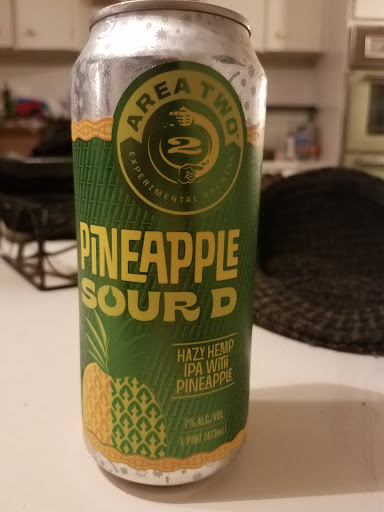 AREA TWO
2
EXPERIMENTAL BREWING
PINEAPPLE
SOUR D
HAZY HEMP
IPA WITH
PINEAPPLE
7% ALC/VOL.
1 PINT (473mL)